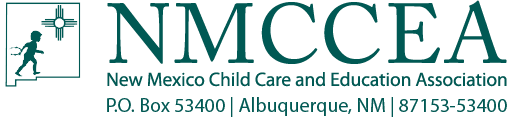 NMCCEA
New Mexico Child Care and Education Association
P.O. Box 53400 | Albuquerque, NM | 87153-53400